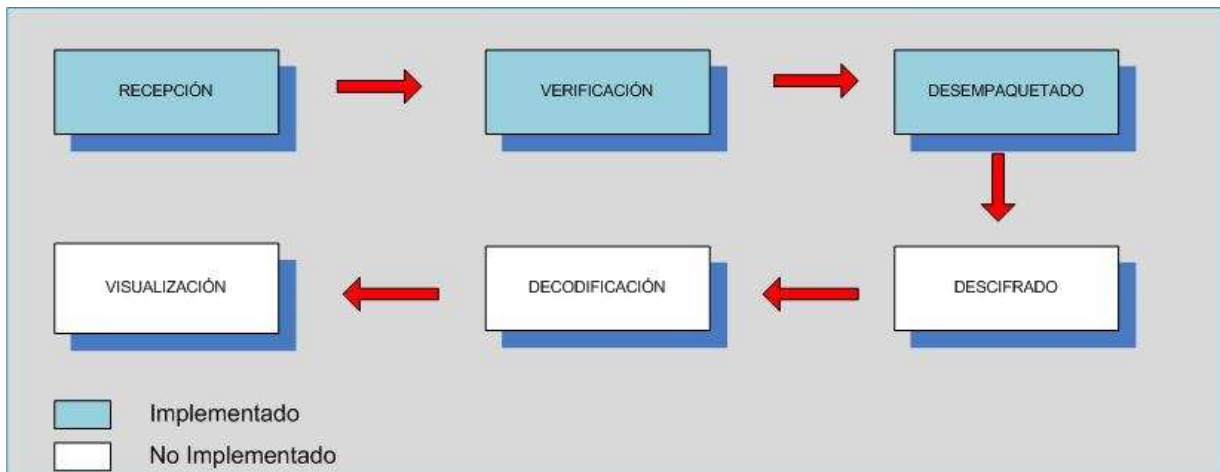 RECEPCIÓN
VERIFICACIÓN
DESEMPAQUETADO
VISUALIZACIÓN
DECODIFICACIÓN
DESCIFRADO
Implementado
No Implementado